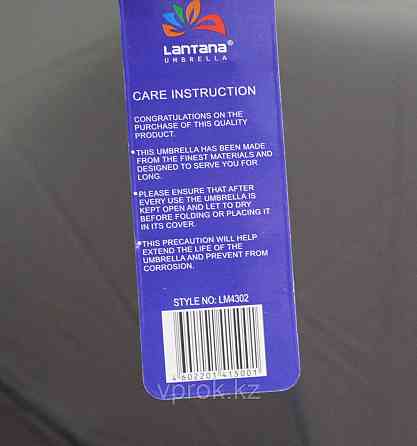 Lantana®
UMBRELLA
CARE INSTRUCTION
CONGRATULATIONS ON THE
PURCHASE OF THIS QUALITY
PRODUCT.
•THIS UMBRELLA HAS BEEN MADE
FROM THE FINEST MATERIALS AND
DESIGNED TO SERVE YOU FOR
LONG.
•PLEASE ENSURE THAT AFTER
EVERY USE THE UMBRELLA IS
KEPT OPEN AND LET TO DRY
BEFORE FOLDING OR PLACING IT
IN ITS COVER.
•THIS PRECAUTION WILL HELP
EXTEND THE LIFE OF THE
UMBRELLA AND PREVENT FROM
CORROSION.
STYLE NO: LM4302
4 602201 413001
vprok.kz